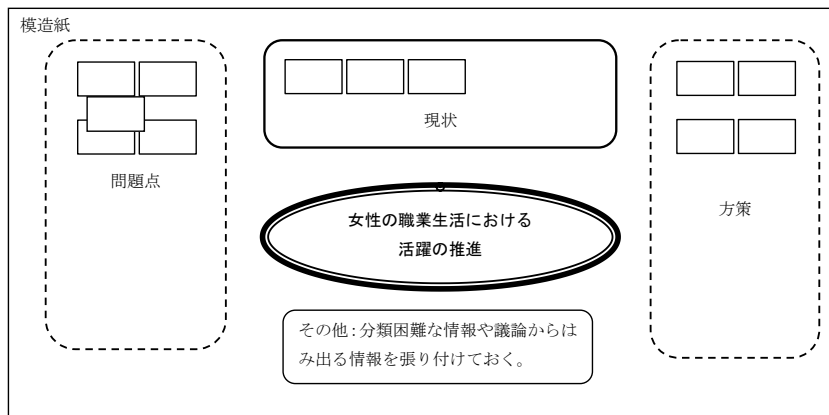 模造紙
現状
問題点
方策
女性の職業生活における
活躍の推進
その他：分類困難な情報や議論からは
み出る情報を張り付けておく。